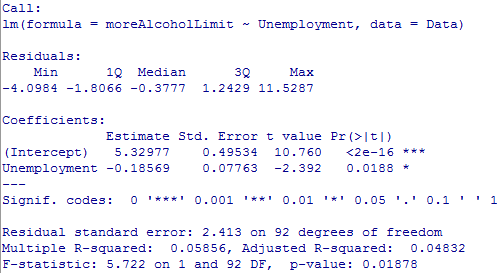 Call:
lm(formula = moreAlcoholLimit ~ Unemployment, data = Data)
Residuals:
Min 1Q Median 3Q Max
-4.0984 -1.8066 -0.3777 1.2429 11.5287
Coefficients:
Estimate Std. Error t value Pr(>|t|)
(Intercept) 5.32977 0.49534 10.760 <2e-16 ***
Unemployment -0.18569 0.07763 -2.392 0.0188 *
---
Signif. codes: 0 '***' 0.001 '**' 0.01 '*' 0.05 '.' 0.1 ' ' 1
Residual standard error: 2.413 on 92 degrees of freedom
Multiple R-squared: 0.05856, Adjusted R-squared: 0.04832
F-statistic: 5.722 on 1 and 92 DF, p-value: 0.01878